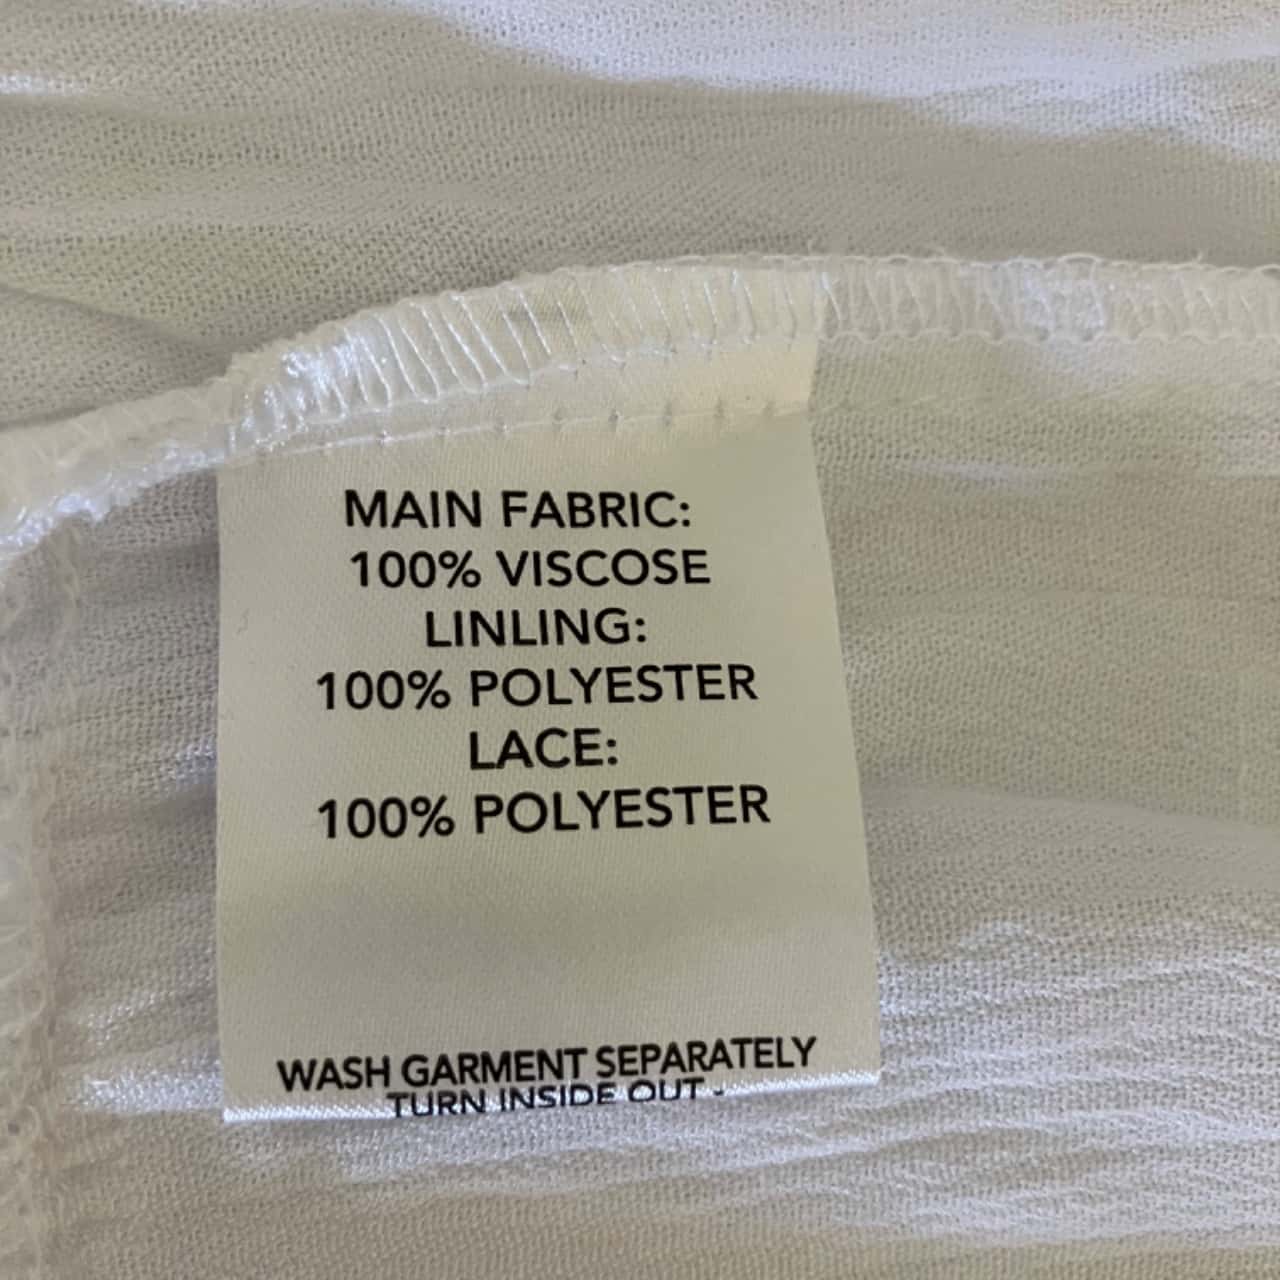 MAIN FABRIC:
100% VISCOSE
LINLING:
100% POLYESTER
LACE:
100% POLYESTER
WASH GARMENT SEPARATELY
TURN INSIDE OUT -